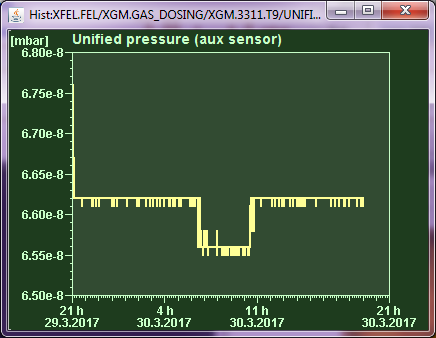 Hist:XFEL.FEL/XGM.GAS_DOSING/XGM.3311.T9/UNIFI...
[mbar] Unified pressure (aux sensor)
6.80e-8
6.75e-8
6.70e-8
6.65e-8
6.60e-8
6.55e-8
6.50e-8
21 h 4 h 11 h 21 h
29.3.2017 30.3.2017 30.3.2017 30.3.2017